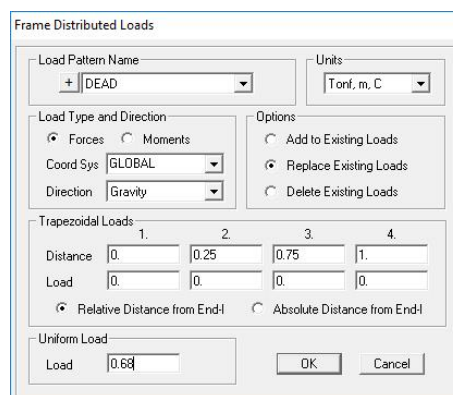 Frame Distributed Loads
Load Pattern Name
+ DEAD
Units
Tonf, m, C
Load Type and Direction
Forces Moments
Coord Sys GLOBAL
Direction Gravity
Options
Add to Existing Loads
Replace Existing Loads
Delete Existing Loads
Trapezoidal Loads
1. 2. 3. 4.
Distance 0. 0.25 0.75 1.
Load 0. 0. 0. 0.
Relative Distance from End-I Absolute Distance from End-I
Uniform Load
Load 0.68
OK Cancel